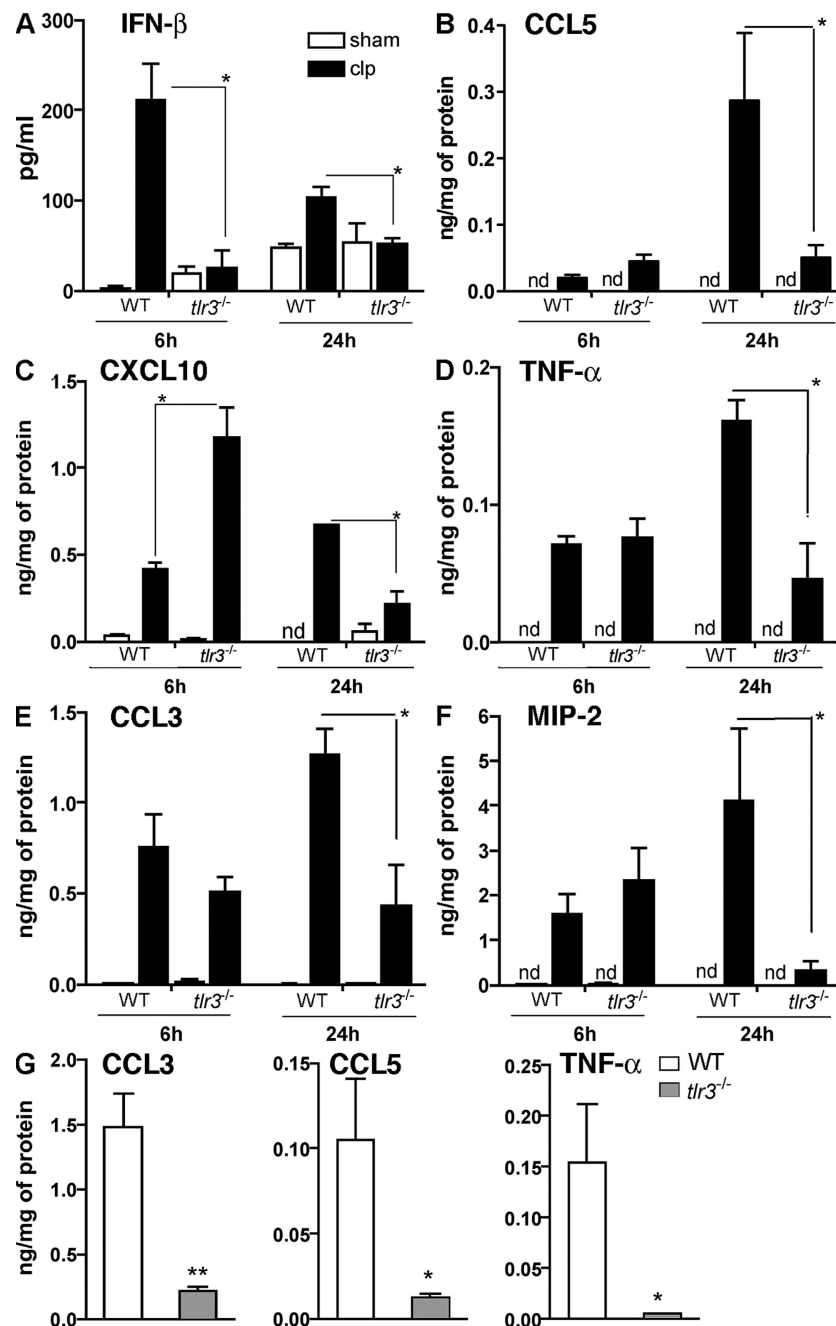 A IFN-β
sham
clp
pg/ml
300
200
100
0
*
*
WT tlr3-/- WT tlr3-/-
6h 24h
B CCL5
ng/mg of protein
0.4
0.3
0.2
0.1
0.0
*
nd nd nd nd
WT tlr3-/- WT tlr3-/-
6h 24h
C CXCL10
ng/mg of protein
1.5
1.0
0.5
0.0
*
*
nd
WT tlr3-/- WT tlr3-/-
6h 24h
D TNF-α
ng/mg of protein
0.2
0.1
0.0
*
nd nd nd nd
WT tlr3-/- WT tlr3-/-
6h 24h
E CCL3
ng/mg of protein
1.5
1.0
0.5
0.0
*
WT tlr3-/- WT tlr3-/-
6h 24h
F MIP-2
ng/mg of protein
6
5
4
3
2
1
0
*
nd nd nd nd
WT tlr3-/- WT tlr3-/-
6h 24h
G CCL3
ng/mg of protein
2.0
1.5
1.0
0.5
0.0
**
CCL5
0.15
0.10
0.05
0.00
*
TNF-α
WT
tlr3-/-
0.25
0.20
0.15
0.10
0.05
0.00
*